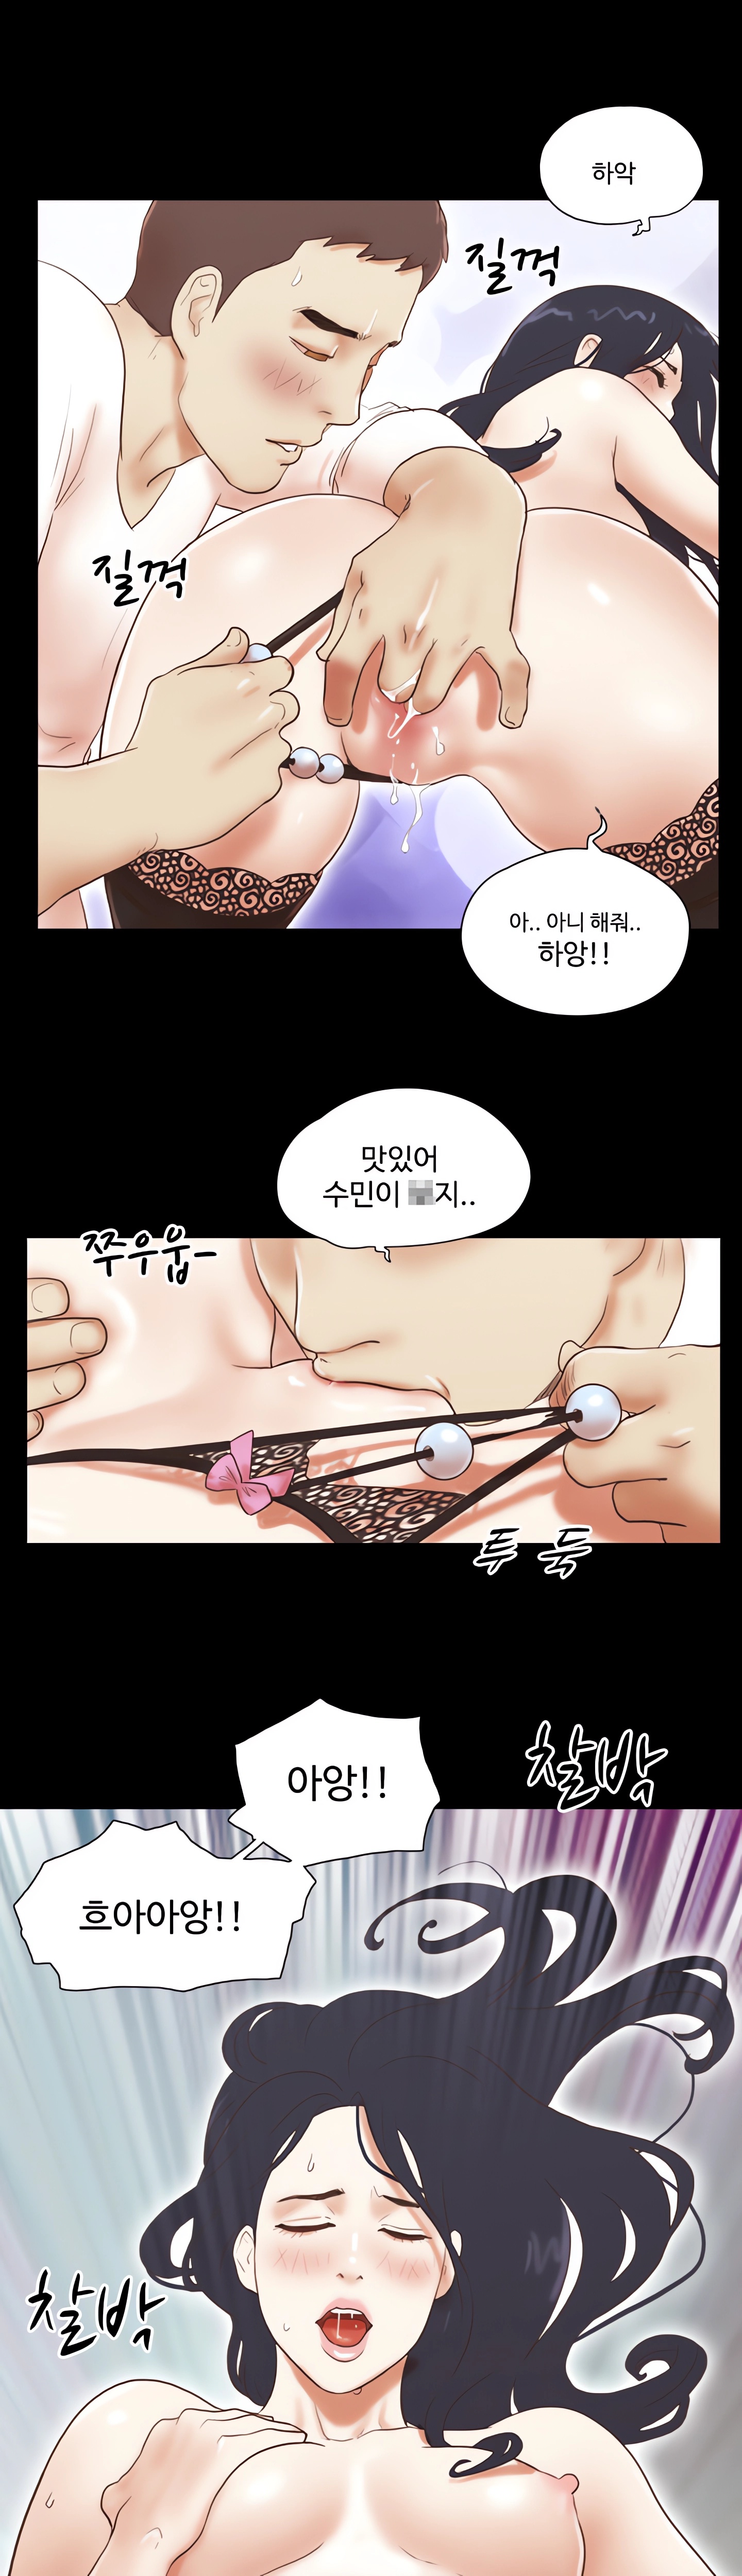 하악
질꺽
질꺽
아.. 아니 해줘..
하앙!!
맛있어
수민이 지..
쭈우웁-
투둑
아앙!!
찰박
흐아아앙!!
찰박